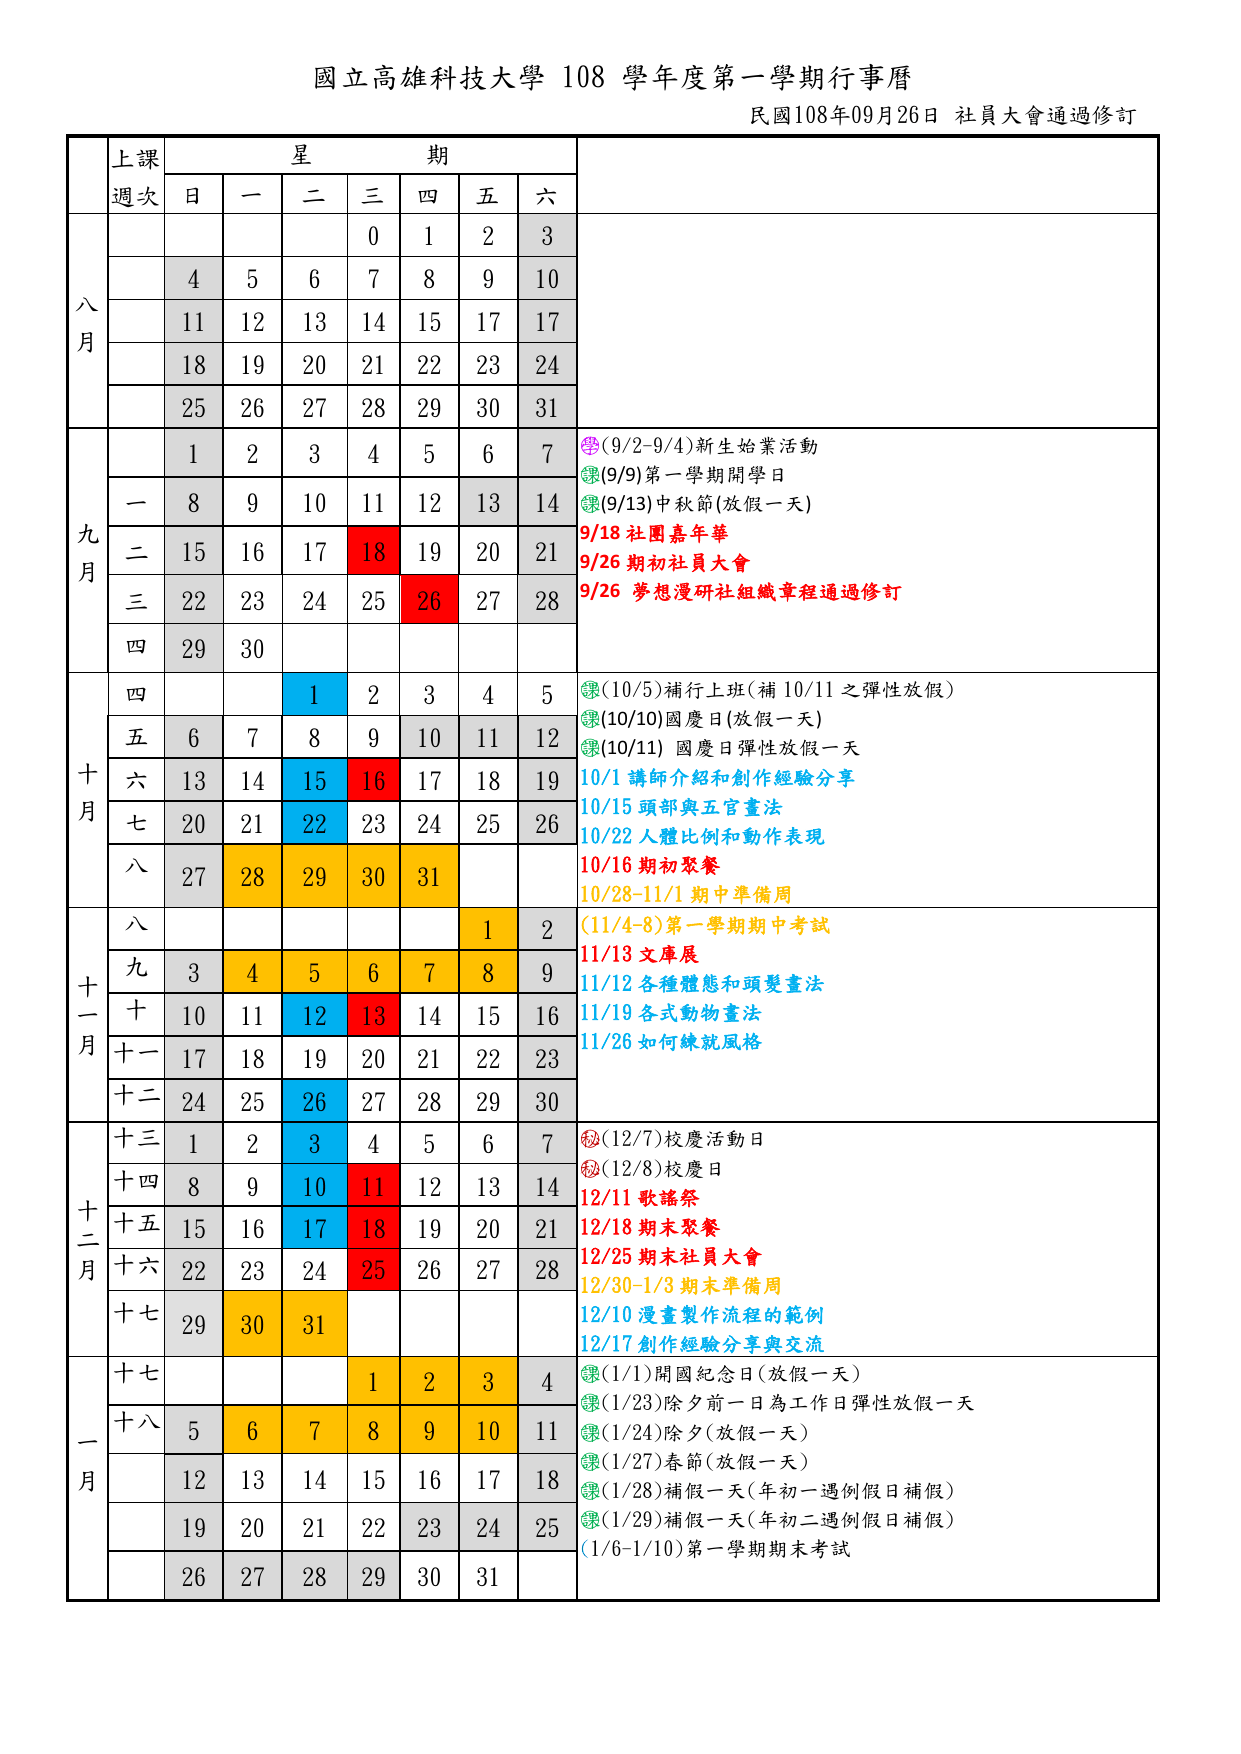 國立高雄科技大學 108 學年度第一學期行事曆
民國108年09月26日 社員大會通過修訂
上課週次 星 期
日 一 二 三 四 五 六
八月
0 1 2 3
4 5 6 7 8 9 10
11 12 13 14 15 17 17
18 19 20 21 22 23 24
25 26 27 28 29 30 31
九月
1 2 3 4 5 6 7
一 8 9 10 11 12 13 14
二 15 16 17 18 19 20 21
三 22 23 24 25 26 27 28
四 29 30
㊫(9/2-9/4)新生始業活動
課(9/9)第一學期開學日
課(9/13)中秋節(放假一天)
9/18 社團嘉年華
9/26 期初社員大會
9/26 夢想漫研社組織章程通過修訂
十月
四 1 2 3 4 5
五 6 7 8 9 10 11 12
六 13 14 15 16 17 18 19
七 20 21 22 23 24 25 26
八 27 28 29 30 31
課(10/5)補行上班(補 10/11 之彈性放假)
課(10/10)國慶日(放假一天)
課(10/11) 國慶日彈性放假一天
10/1 講師介紹和創作經驗分享
10/15 頭部與五官畫法
10/22 人體比例和動作表現
10/16 期初聚餐
10/28-11/1 期中準備周
十一月
八 1 2
九 3 4 5 6 7 8 9
十 10 11 12 13 14 15 16
十一 17 18 19 20 21 22 23
十二 24 25 26 27 28 29 30
(11/4-8)第一學期期中考試
11/13 文庫展
11/12 各種體態和頭髮畫法
11/19 各式動物畫法
11/26 如何練就風格
十二月
十三 1 2 3 4 5 6 7
十四 8 9 10 11 12 13 14
十五 15 16 17 18 19 20 21
十六 22 23 24 25 26 27 28
十七 29 30 31
㊙(12/7)校慶活動日
㊙(12/8)校慶日
12/11 歌謠祭
12/18 期末聚餐
12/25 期末社員大會
12/30-1/3 期末準備周
12/10 漫畫製作流程的範例
12/17 創作經驗分享與交流
一月
十七 1 2 3 4
十八 5 6 7 8 9 10 11
12 13 14 15 16 17 18
19 20 21 22 23 24 25
26 27 28 29 30 31
課(1/1)開國紀念日(放假一天)
課(1/23)除夕前一日為工作日彈性放假一天
課(1/24)除夕(放假一天)
課(1/27)春節(放假一天)
課(1/28)補假一天(年初一遇例假日補假)
課(1/29)補假一天(年初二遇例假日補假)
(1/6-1/10)第一學期期末考試